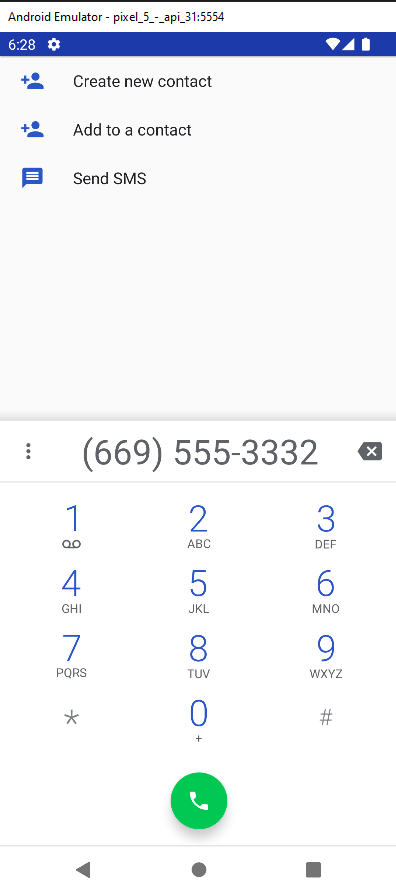 Android Emulator - pixel_5_-_api_31:5554
6:28
Create new contact
Add to a contact
Send SMS
(669) 555-3332
1 2 3
ABC DEF
4 5 6
GHI JKL MNO
7 8 9
PQRS TUV WXYZ
* 0 #
+